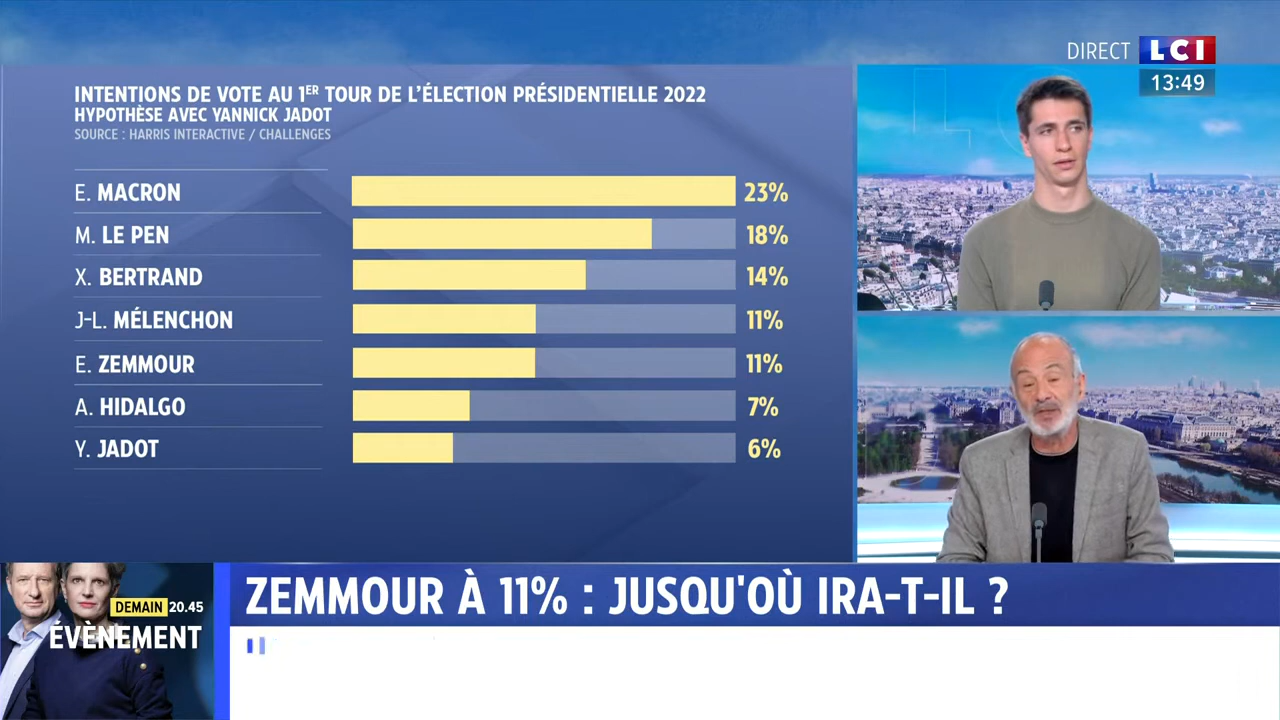 DIRECT LCI
13:49
INTENTIONS DE VOTE AU 1ER TOUR DE L'ÉLECTION PRÉSIDENTIELLE 2022
HYPOTHÈSE AVEC YANNICK JADOT
SOURCE : HARRIS INTERACTIVE / CHALLENGES
E. MACRON 23%
M. LE PEN 18%
X. BERTRAND 14%
J-L. MÉLENCHON 11%
E. ZEMMOUR 11%
A. HIDALGO 7%
Y. JADOT 6%
DEMAIN 20.45
ÉVÈNEMENT
ZEMMOUR À 11% : JUSQU'OÙ IRA-T-IL ?